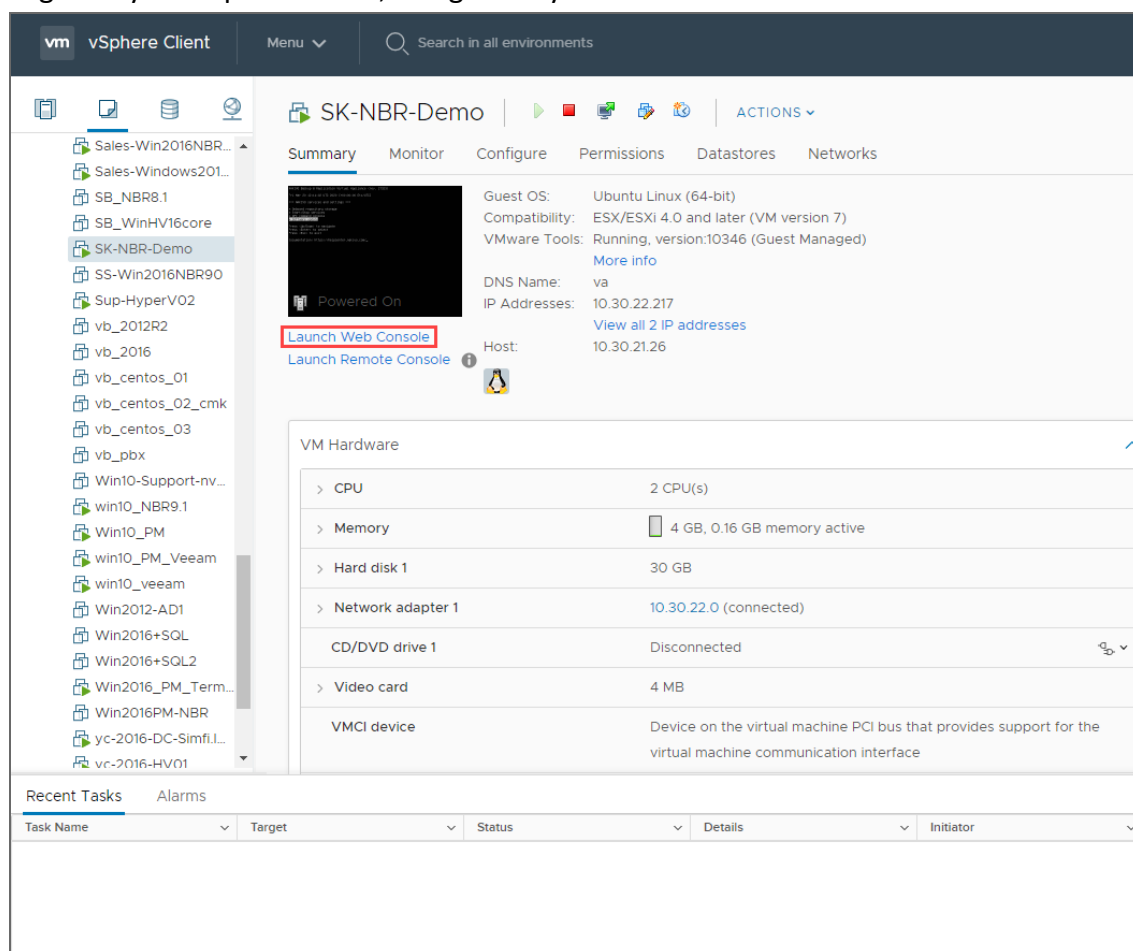 vm vSphere Client Menu Search in all environments
Sales-Win2016NBR...
Sales-Windows201...
SB_NBR8.1
SB_WinHV16core
SK-NBR-Demo
SS-Win2016NBR90
Sup-HyperV02
vb_2012R2
vb_2016
vb_centos_01
vb_centos_02_cmk
vb_centos_03
vb_pbx
Win10-Support-nv...
win10_NBR9.1
Win10_PM
win10_PM_Veeam
win10_veeam
Win2012-AD1
Win2016+SQL
Win2016+SQL2
Win2016_PM_Term...
Win2016PM-NBR
yc-2016-DC-Simfi.l...
yc-2016-HV01
SK-NBR-Demo ACTIONS
Summary Monitor Configure Permissions Datastores Networks
Powered On
Launch Web Console
Launch Remote Console
Guest OS: Ubuntu Linux (64-bit)
Compatibility: ESX/ESXi 4.0 and later (VM version 7)
VMware Tools: Running, version:10346 (Guest Managed)
More info
DNS Name: va
IP Addresses: 10.30.22.217
View all 2 IP addresses
Host: 10.30.21.26
VM Hardware
CPU 2 CPU(s)
Memory 4 GB, 0.16 GB memory active
Hard disk 1 30 GB
Network adapter 1 10.30.22.0 (connected)
CD/DVD drive 1 Disconnected
Video card 4 MB
VMCI device Device on the virtual machine PCI bus that provides support for the
virtual machine communication interface
Recent Tasks Alarms
Task Name Target Status Details Initiator